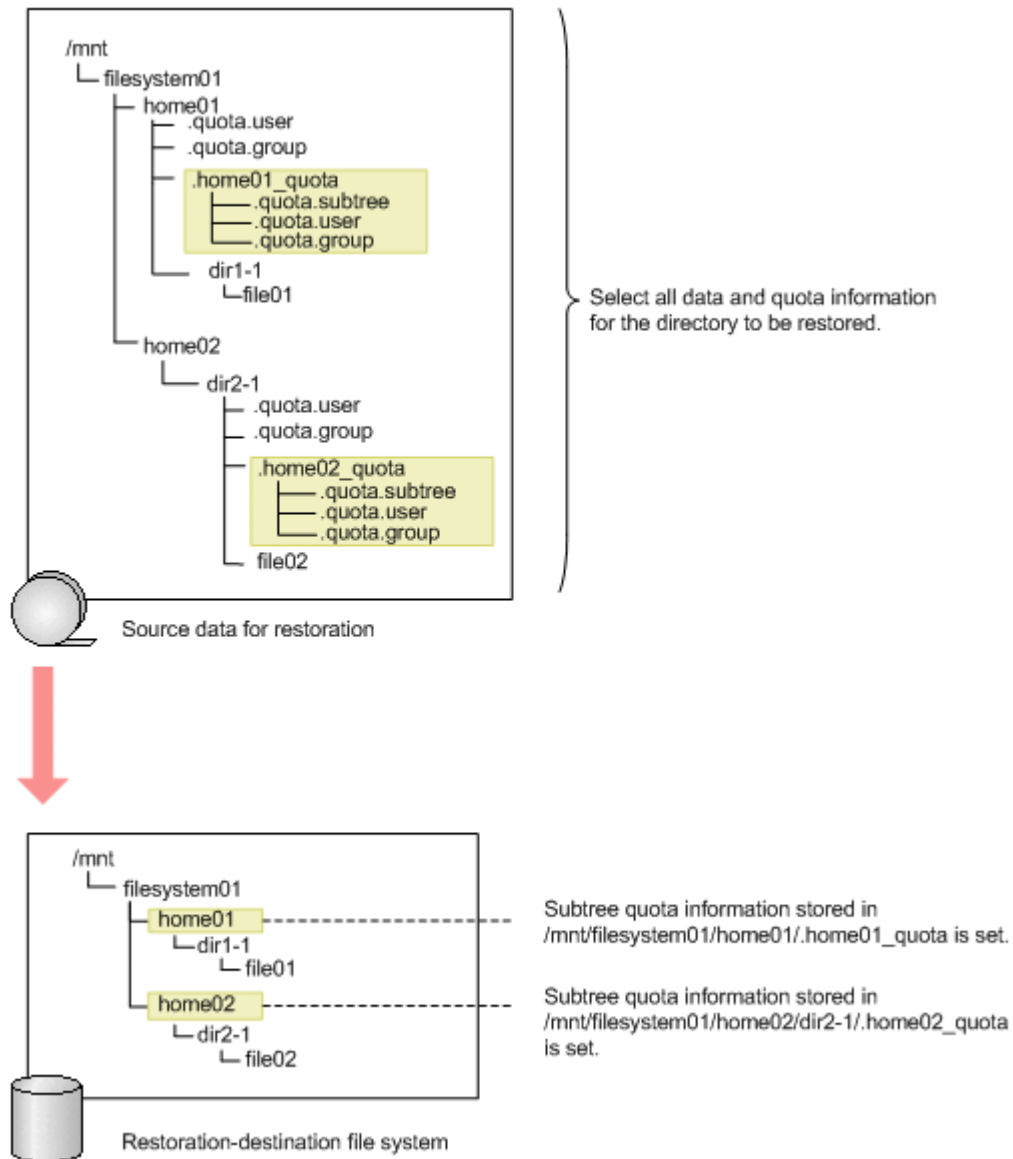 /mnt
filesystem01
home01
.quota.user
.quota.group
.home01_quota
.quota.subtree
.quota.user
.quota.group
dir1-1
file01
home02
dir2-1
.quota.user
.quota.group
.home02_quota
.quota.subtree
.quota.user
.quota.group
file02
Select all data and quota information
for the directory to be restored.
Source data for restoration
/mnt
filesystem01
home01
dir1-1
file01
home02
dir2-1
file02
Subtree quota information stored in
/mnt/filesystem01/home01/.home01_quota is set.
Subtree quota information stored in
/mnt/filesystem01/home02/dir2-1/.home02_quota
is set.
Restoration-destination file system